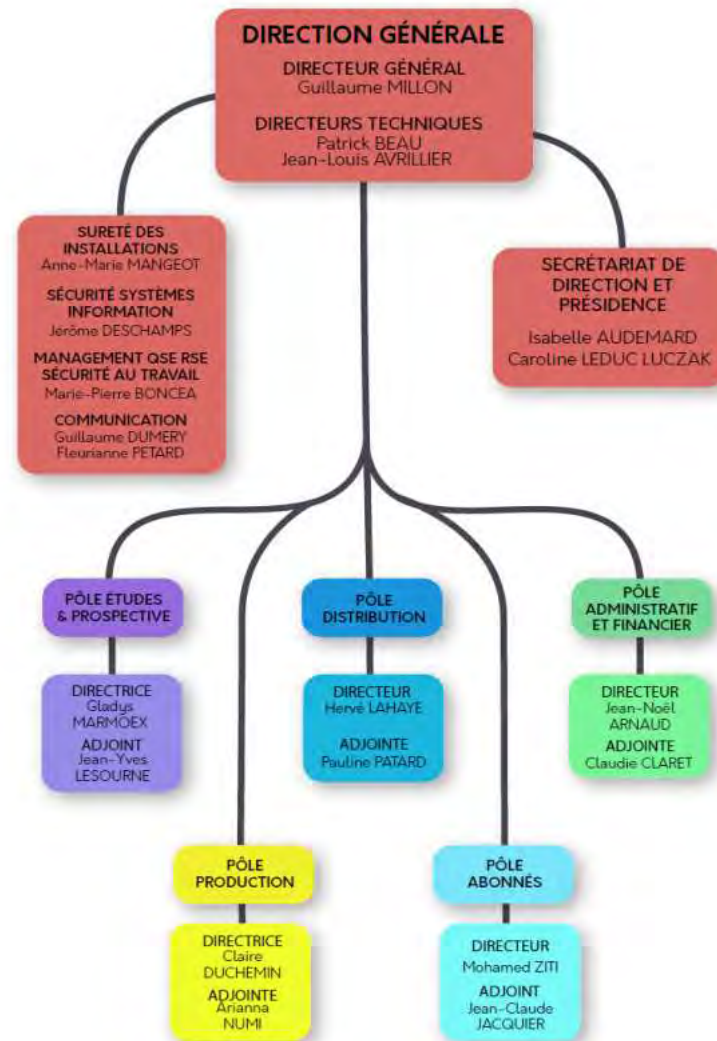 DIRECTION GÉNÉRALE
DIRECTEUR GÉNÉRAL
Guillaume MILLON
DIRECTEURS TECHNIQUES
Patrick BEAU
Jean-Louis AVRILLIER
SURETÉ DES
INSTALLATIONS
Anne-Marie MANGEOT
SÉCURITÉ SYSTÈMES
INFORMATION
Jérôme DESCHAMPS
MANAGEMENT QSE RSE
SÉCURITÉ AU TRAVAIL
Marie-Pierre BONCEA
COMMUNICATION
Guillaume DUMERY
Fleurianne PETARD
SECRÉTARIAT DE
DIRECTION ET
PRÉSIDENCE
Isabelle AUDEMARD
Caroline LEDUC LUCZAK
PÔLE ÉTUDES
& PROSPECTIVE
DIRECTRICE
Gladys
MARMOEX
ADJOINT
Jean-Yves
LESOURNE
PÔLE
DISTRIBUTION
DIRECTEUR
Hervé LAHAYE
ADJOINTE
Pauline PATARD
PÔLE
ADMINISTRATIF
ET FINANCIER
DIRECTEUR
Jean-Noël
ARNAUD
ADJOINTE
Claudie CLARET
PÔLE
PRODUCTION
DIRECTRICE
Claire
DUCHEMIN
ADJOINTE
Arianna
NUMI
PÔLE
ABONNÉS
DIRECTEUR
Mohamed ZITI
ADJOINT
Jean-Claude
JACQUIER